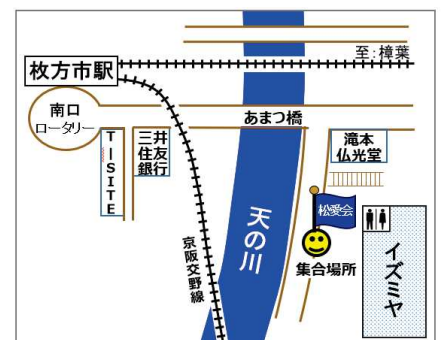 至:樟葉
枚方市駅
南口
ロータリー
あまつ橋
TISITE
三井
住友
銀行
滝本
仏光堂
松愛会
天の川
京阪交野線
集合場所
イズミヤ